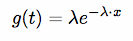 g(t) = λe^{-λ·x}